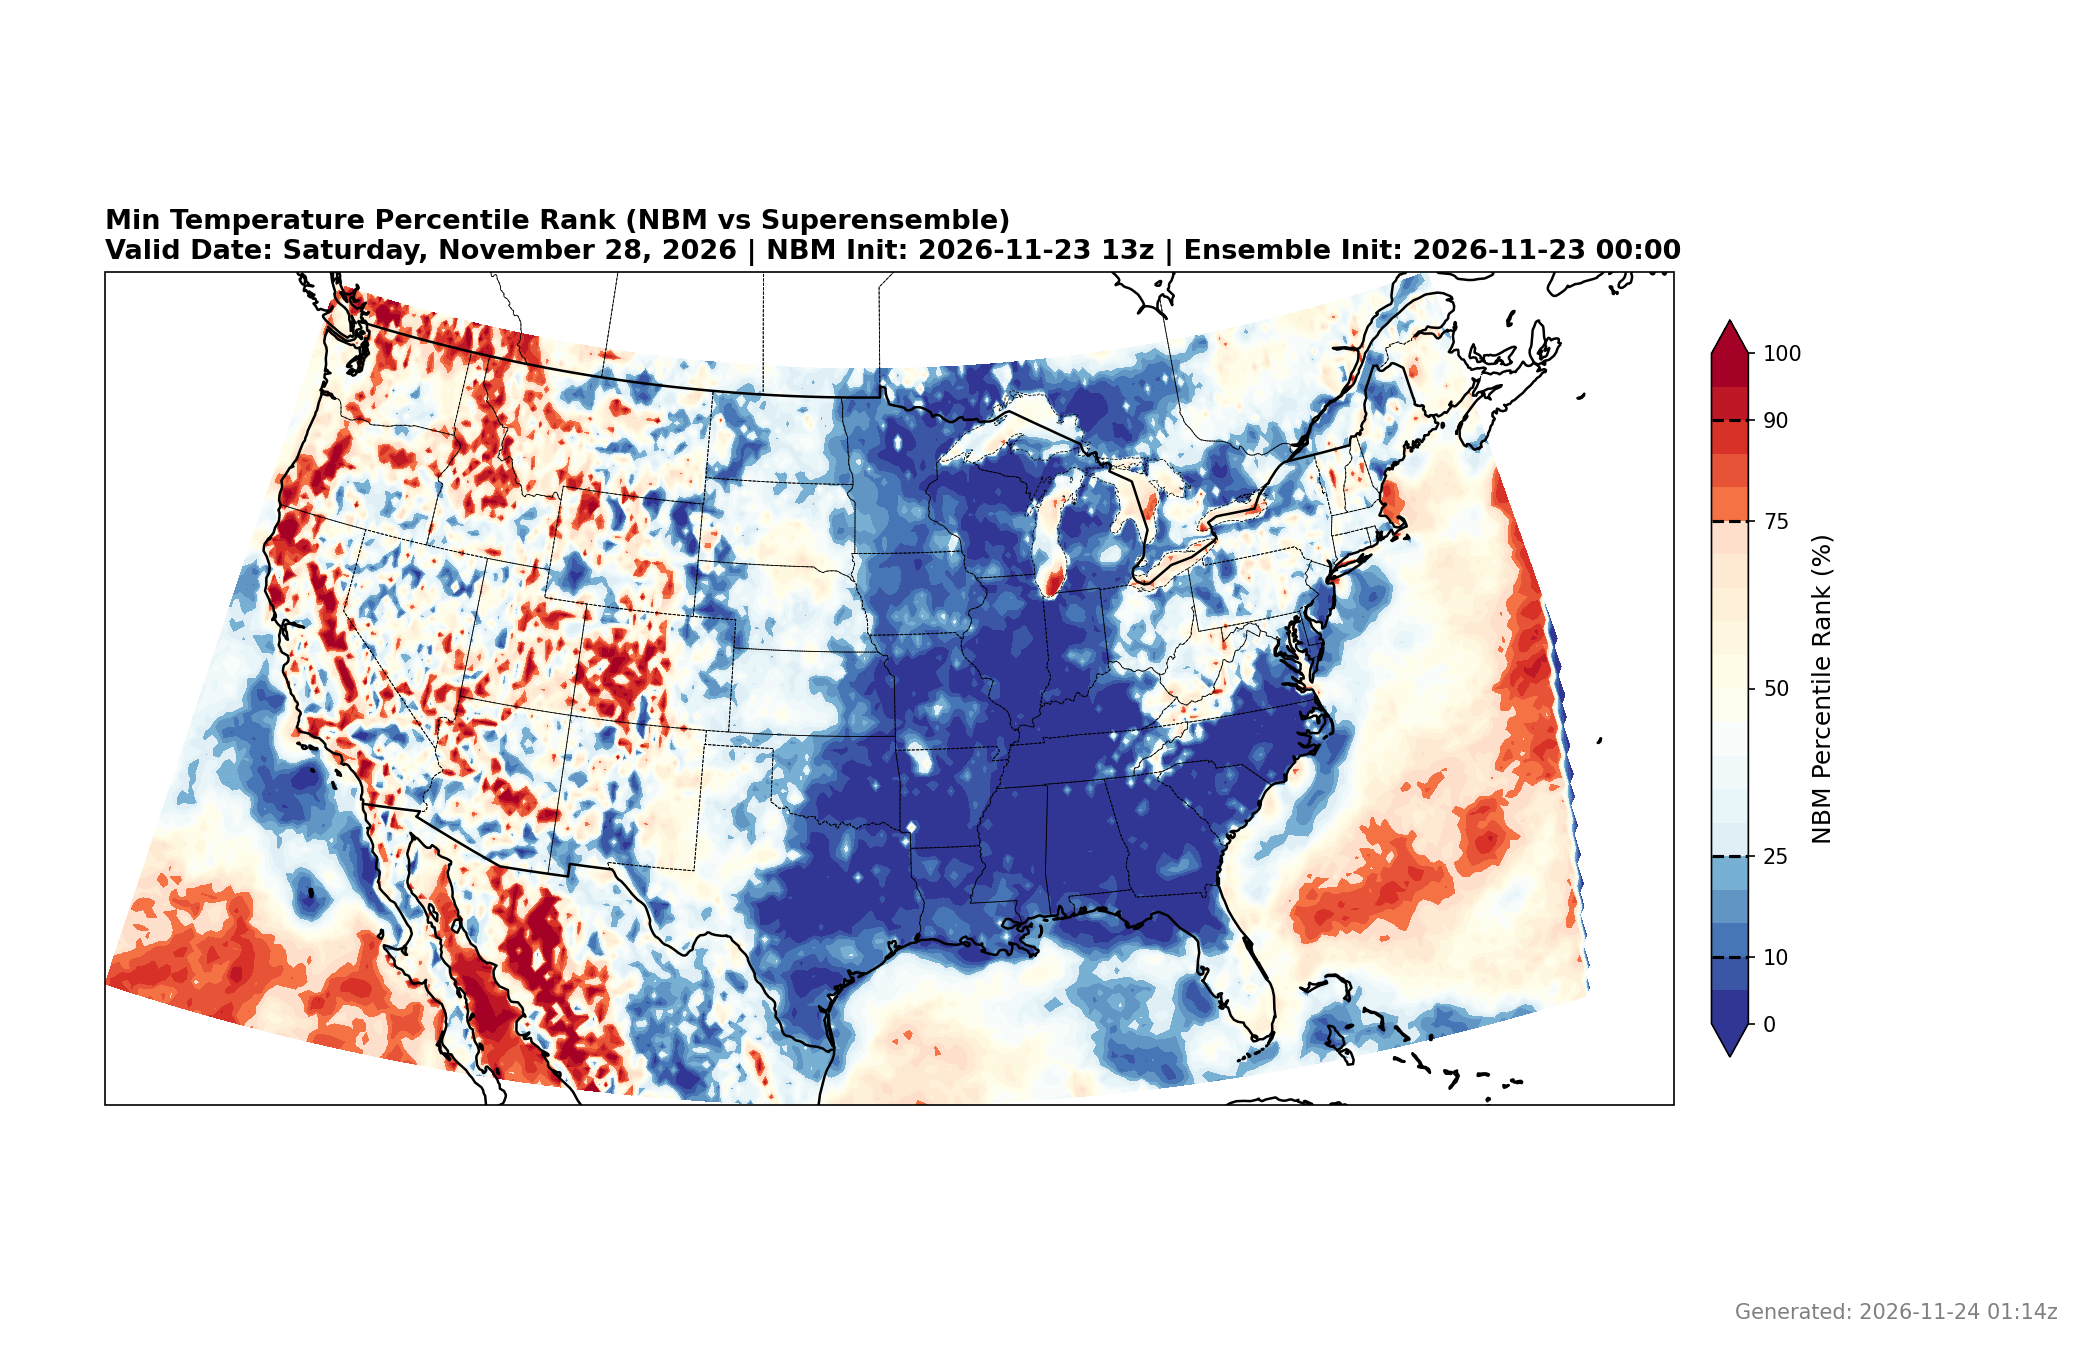 Min Temperature Percentile Rank (NBM vs Superensemble)
Valid Date: Saturday, November 28, 2026 | NBM Init: 2026-11-23 13z | Ensemble Init: 2026-11-23 00:00
100
90
75
50
25
10
0
NBM Percentile Rank (%)
Generated: 2026-11-24 01:14z